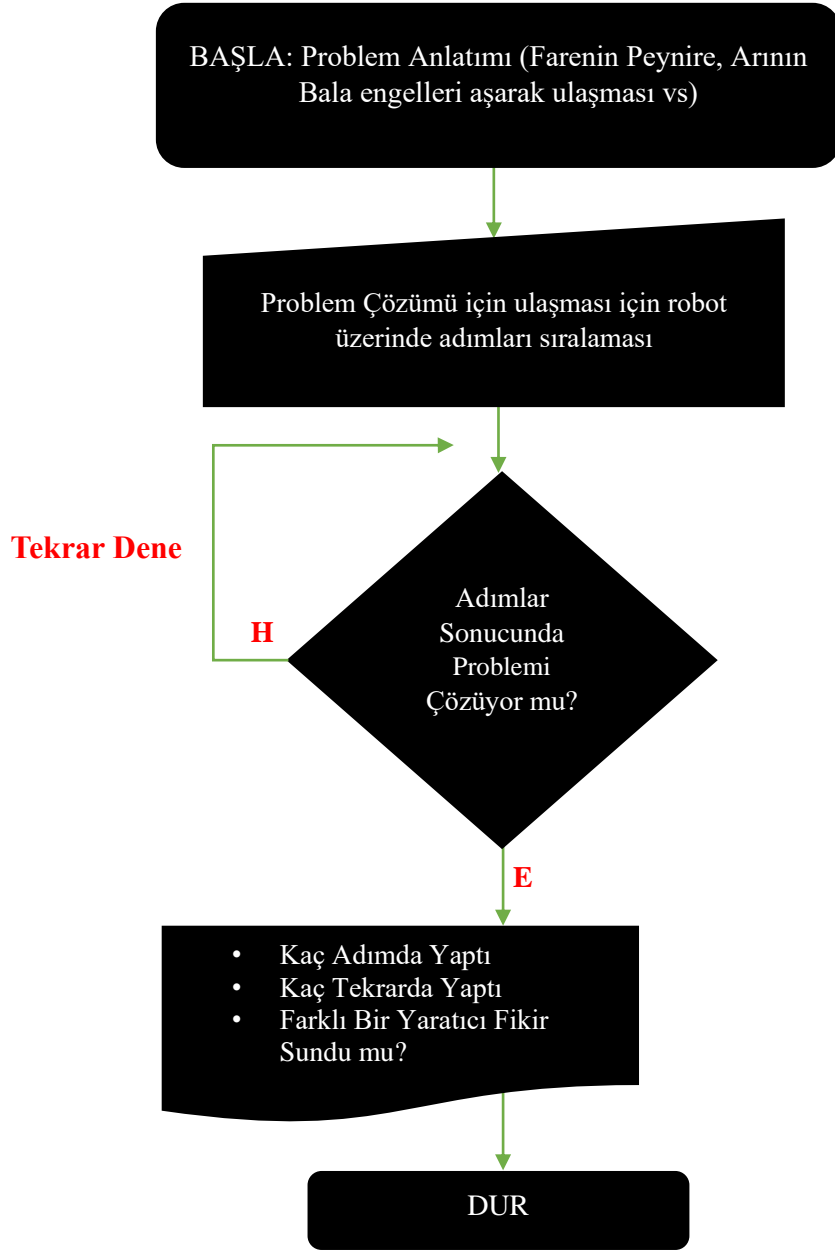 BAŞLA: Problem Anlatımı (Farenin Peynire, Arının
Bala engelleri aşarak ulaşması vs)
Problem Çözümü için ulaşması için robot
üzerinde adımları sıralaması
Tekrar Dene
H
Adımlar
Sonucunda
Problemi
Çözüyor mu?
E
• Kaç Adımda Yaptı
• Kaç Tekrarda Yaptı
• Farklı Bir Yaratıcı Fikir
Sundu mu?
DUR